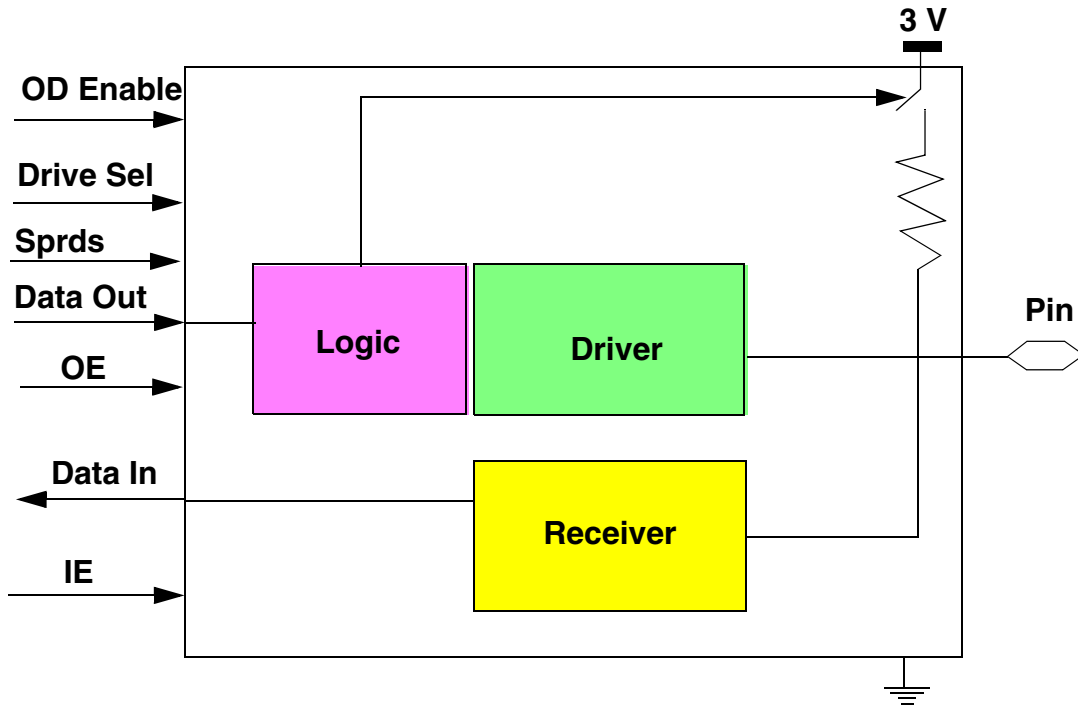 3 V
OD Enable
Drive Sel
Sprds
Data Out
Pin
Logic
Driver
OE
Data In
Receiver
IE